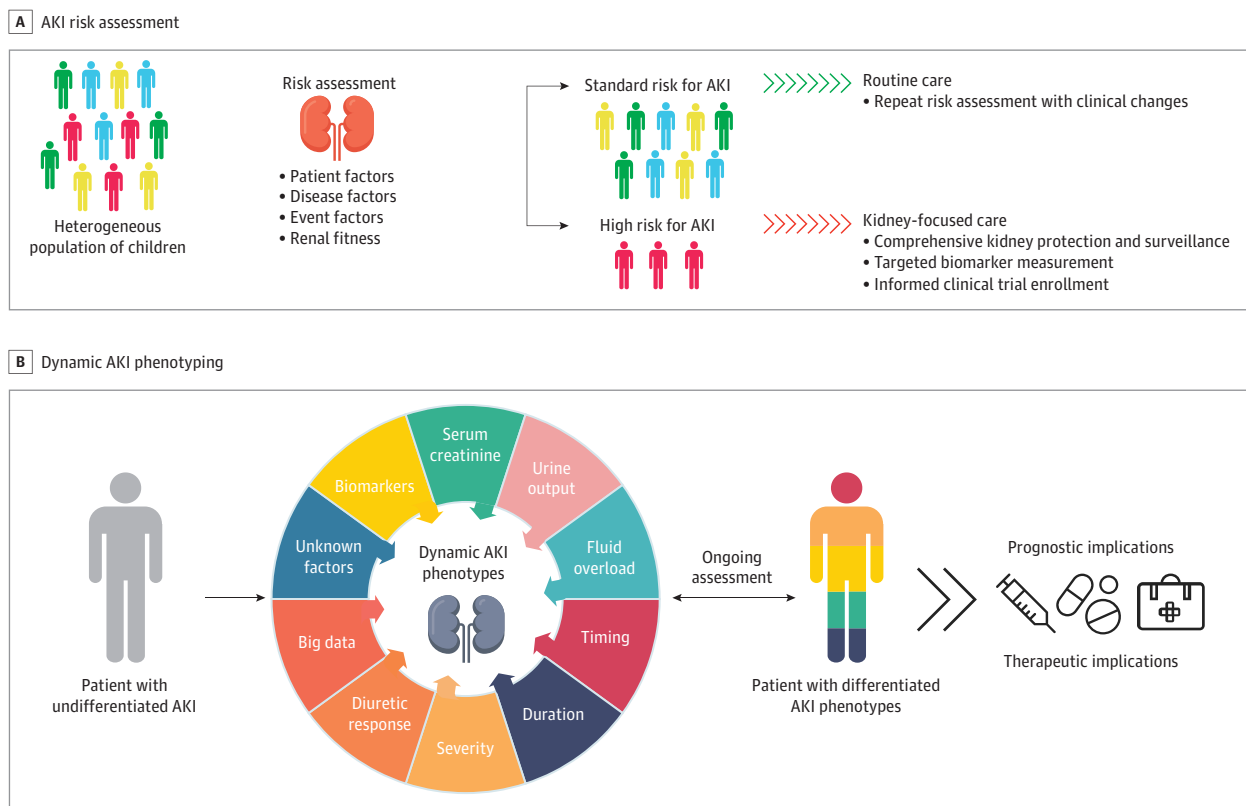 A AKI risk assessment
Heterogeneous
population of children
Risk assessment
• Patient factors
• Disease factors
• Event factors
• Renal fitness
Standard risk for AKI
High risk for AKI
Routine care
• Repeat risk assessment with clinical changes
Kidney-focused care
• Comprehensive kidney protection and surveillance
• Targeted biomarker measurement
• Informed clinical trial enrollment
B Dynamic AKI phenotyping
Patient with
undifferentiated AKI
Serum
creatinine
Urine
output
Fluid
overload
Timing
Duration
Severity
Diuretic
response
Big data
Unknown
factors
Biomarkers
Dynamic AKI
phenotypes
Ongoing
assessment
Patient with differentiated
AKI phenotypes
Prognostic implications
Therapeutic implications